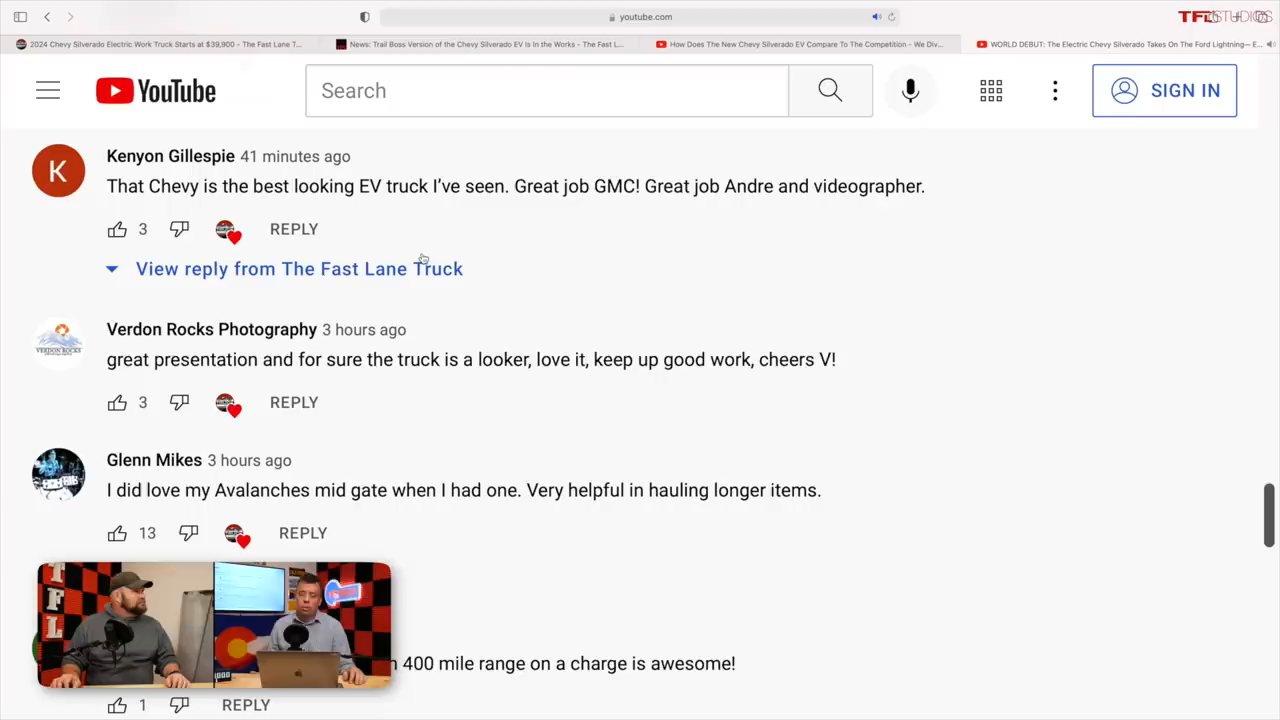 youtube.com
TFLSTUDIOS
2024 Chevy Silverado Electric Work Truck Starts at $39,900 - The Fast Lane T...
News: Trail Boss Version of the Chevy Silverado EV Is In the Works - The Fast L...
How Does The New Chevy Silverado EV Compare To The Competition - We Div...
WORLD DEBUT: The Electric Chevy Silverado Takes On The Ford Lightning— E...
YouTube
Search
SIGN IN
K
Kenyon Gillespie 41 minutes ago
That Chevy is the best looking EV truck I've seen. Great job GMC! Great job Andre and videographer.
3 REPLY
View reply from The Fast Lane Truck
VERDON ROCKS
Verdon Rocks Photography 3 hours ago
great presentation and for sure the truck is a looker, love it, keep up good work, cheers V!
3 REPLY
Glenn Mikes 3 hours ago
I did love my Avalanches mid gate when I had one. Very helpful in hauling longer items.
13 REPLY
TFL
400 mile range on a charge is awesome!
1 REPLY